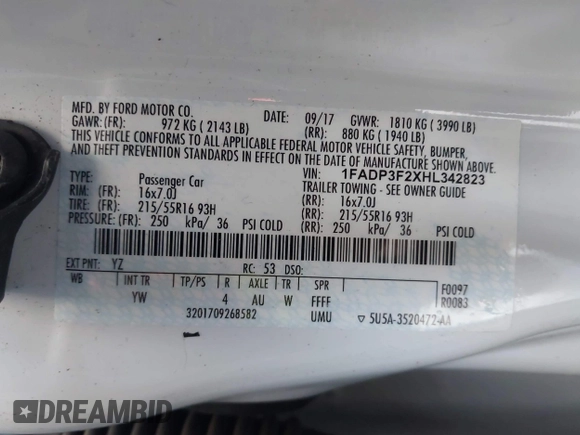 MFD. BY FORD MOTOR CO. 09/17 GVWR: 1810 KG ( 3990 LB)
GAWR: (FR): 972 KG ( 2143 LB) (RR): 880 KG ( 1940 LB)
THIS VEHICLE CONFORMS TO ALL APPLICABLE FEDERAL MOTOR VEHICLE SAFETY, BUMPER,
AND THEFT PREVENTION STANDARDS IN EFFECT ON THE DATE OF MANUFACTURE SHOWN ABOVE.
VIN: 1FADP3F2XHL342823
TYPE: Passenger Car TRAILER TOWING - SEE OWNER GUIDE
RIM: (FR) 16x7.0J (RR): 16x7.0J
TIRE: (FR): 215/55R16 93H (RR): 215/55R16 93H
PRESSURE: (FR) 250 kPa/ 36 PSI COLD (RR): 250 kPa/ 36 PSI COLD
EXT PNT: YZ RC: 53 DSO:
WB INT TR TP/PS R AXLE TR SPR F0097
YW 4 AU W FFFF R0083
3201709268582 UMU ▽ 5U5A-3520472-AA
DREAMBID